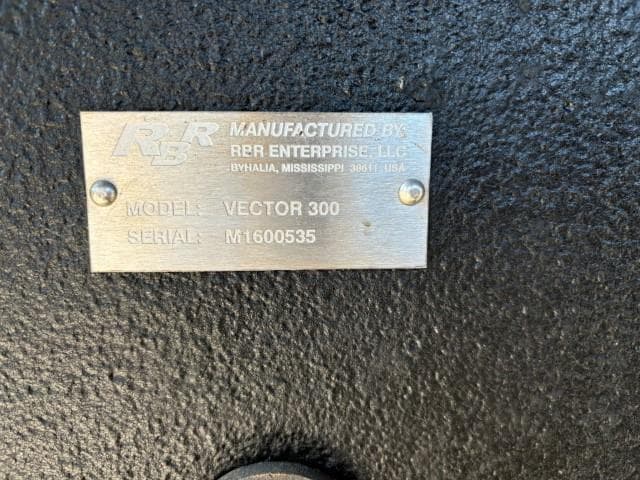 RBR
MANUFACTURED BY:
RBR ENTERPRISE, LLC
BYHALIA, MISSISSIPPI 38611 USA
MODEL: VECTOR 300
SERIAL: M1600535